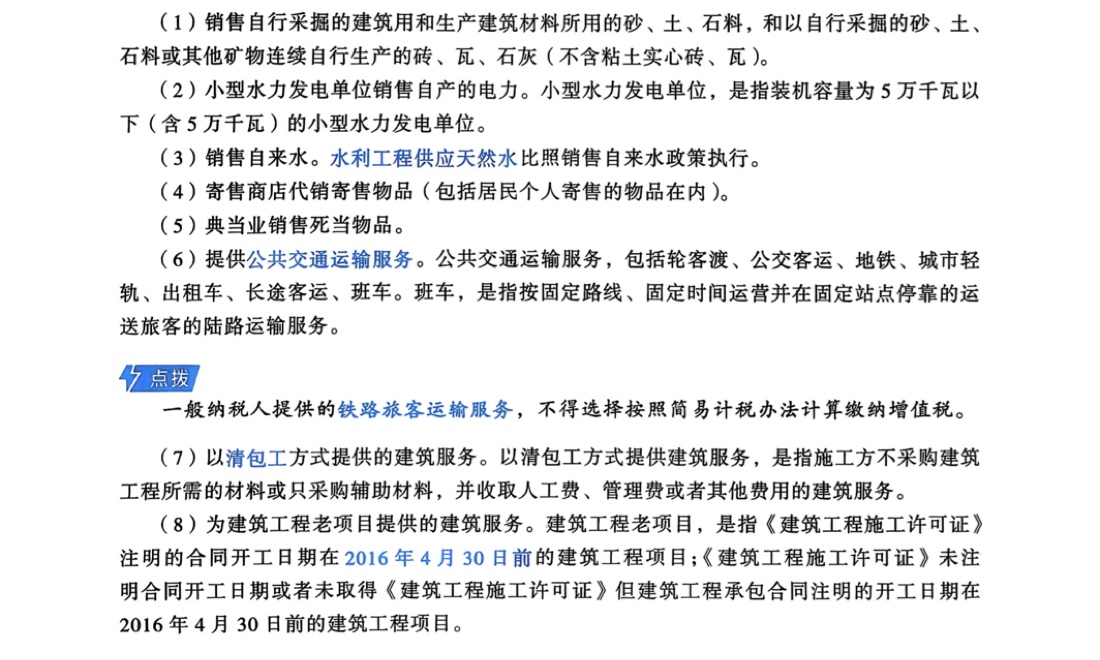 （1）销售自行采掘的建筑用和生产建筑材料所用的砂、土、石料，和以自行采掘的砂、土、
石料或其他矿物连续自行生产的砖、瓦、石灰（不含粘土实心砖、瓦）。
（2）小型水力发电单位销售自产的电力。小型水力发电单位，是指装机容量为 5 万千瓦以
下（含 5 万千瓦）的小型水力发电单位。
（3）销售自来水。水利工程供应天然水比照销售自来水政策执行。
（4）寄售商店代销寄售物品（包括居民个人寄售的物品在内）。
（5）典当业销售死当物品。
（6）提供公共交通运输服务。公共交通运输服务，包括轮客渡、公交客运、地铁、城市轻
轨、出租车、长途客运、班车。班车，是指按固定路线、固定时间运营并在固定站点停靠的运
送旅客的陆路运输服务。
点拨
一般纳税人提供的铁路旅客运输服务，不得选择按照简易计税办法计算缴纳增值税。
（7）以清包工方式提供的建筑服务。以清包工方式提供建筑服务，是指施工方不采购建筑
工程所需的材料或只采购辅助材料，并收取人工费、管理费或者其他费用的建筑服务。
（8）为建筑工程老项目提供的建筑服务。建筑工程老项目，是指《建筑工程施工许可证》
注明的合同开工日期在 2016 年 4 月 30 日前的建筑工程项目；《建筑工程施工许可证》未注
明合同开工日期或者未取得《建筑工程施工许可证》但建筑工程承包合同注明的开工日期在
2016 年 4 月 30 日前的建筑工程项目。